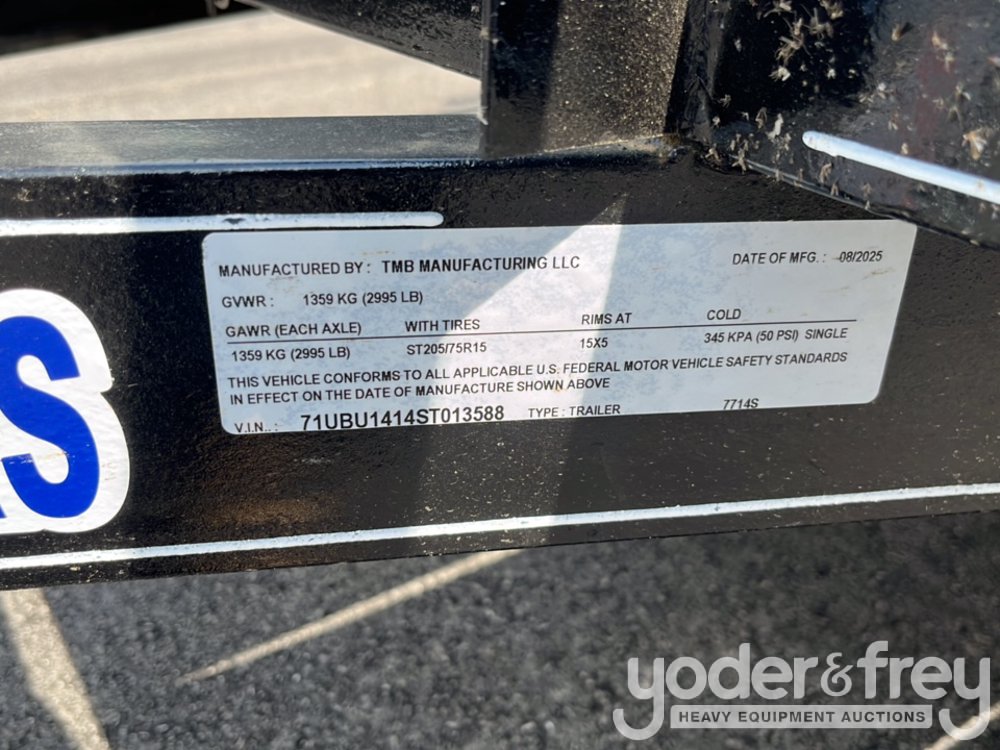 MANUFACTURED BY : TMB MANUFACTURING LLC DATE OF MFG. : 08/2025
GVWR : 1359 KG (2995 LB)
GAWR (EACH AXLE) WITH TIRES RIMS AT COLD
1359 KG (2995 LB) ST205/75R15 15X5 345 KPA (50 PSI) SINGLE
THIS VEHICLE CONFORMS TO ALL APPLICABLE U.S. FEDERAL MOTOR VEHICLE SAFETY STANDARDS
IN EFFECT ON THE DATE OF MANUFACTURE SHOWN ABOVE
V.I.N.. : 71UBU1414ST013588 TYPE : TRAILER 7714S
S
yoder&frey
HEAVY EQUIPMENT AUCTIONS